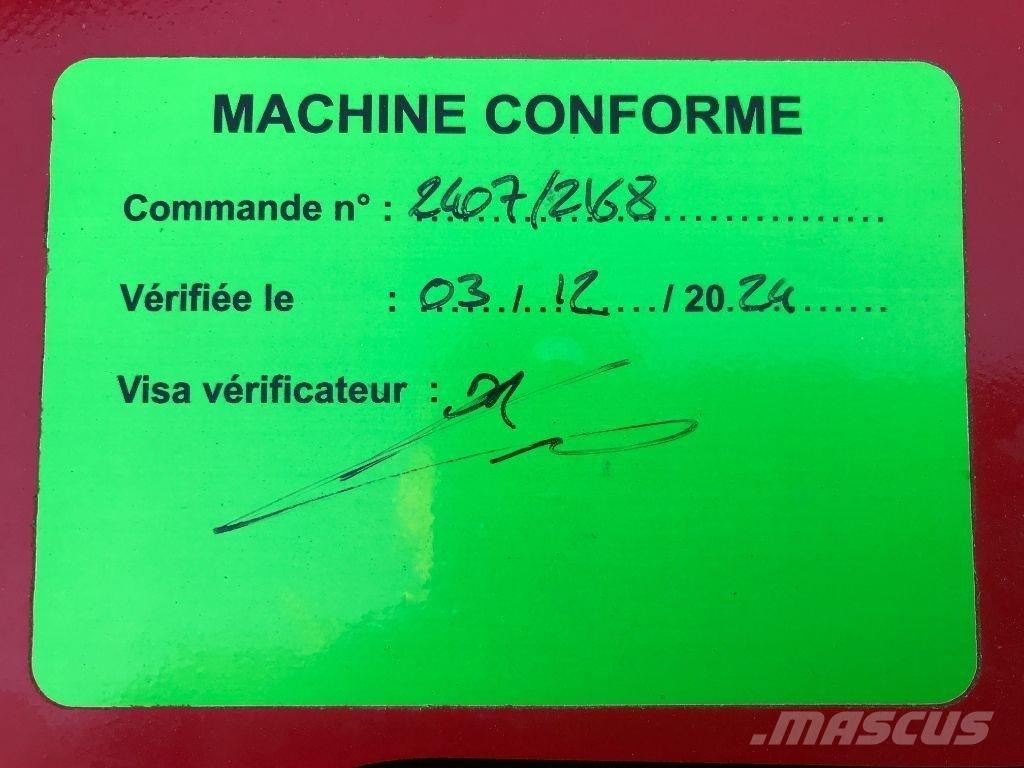 MACHINE CONFORME
Commande n° : 2407/2168
Vérifiée le : 03 / 12 / 2024
Visa vérificateur :
MASCUS